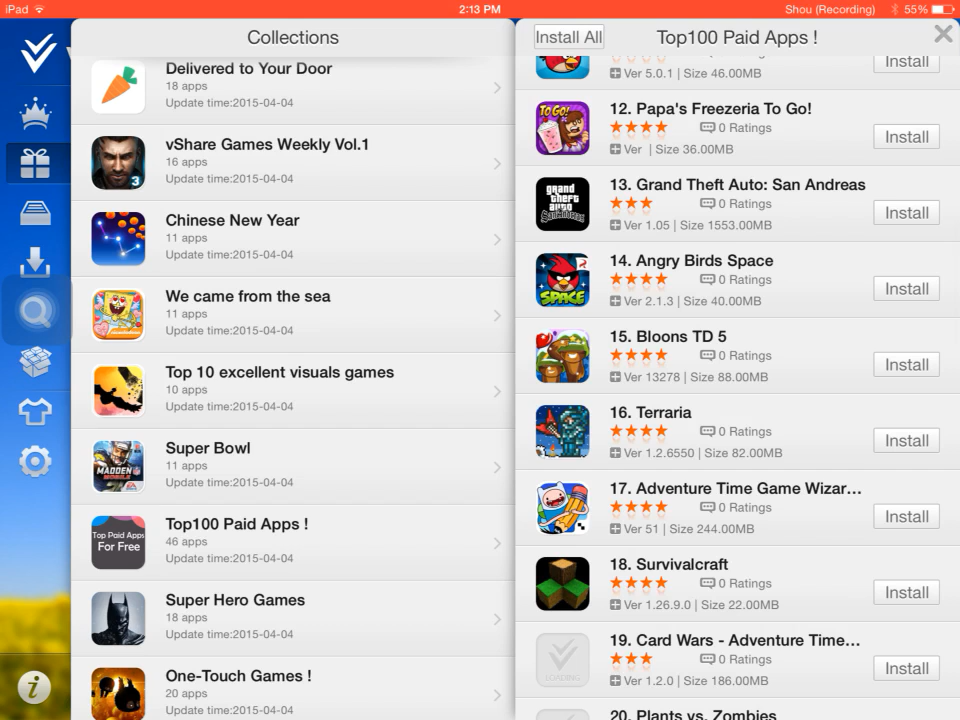 iPad
2:13 PM
Shou (Recording)
55%
Collections
Delivered to Your Door
18 apps
Update time:2015-04-04
3
vShare Games Weekly Vol.1
16 apps
Update time:2015-04-04
Chinese New Year
11 apps
Update time:2015-04-04
We came from the sea
11 apps
Update time:2015-04-04
Top 10 excellent visuals games
10 apps
Update time:2015-04-04
MADDEN
MOBILE
Super Bowl
11 apps
Update time:2015-04-04
Top Paid Apps
For Free
Top100 Paid Apps !
46 apps
Update time:2015-04-04
Super Hero Games
18 apps
Update time:2015-04-04
One-Touch Games !
20 apps
Update time:2015-04-04
i
Install All
Top100 Paid Apps !
Ver 5.0.1 | Size 46.00MB
Install
TO GO!
12. Papa's Freezeria To Go!
0 Ratings
Ver | Size 36.00MB
Install
grand
theft
auto
San Andreas
13. Grand Theft Auto: San Andreas
0 Ratings
Ver 1.05 | Size 1553.00MB
Install
SPACE
14. Angry Birds Space
0 Ratings
Ver 2.1.3 | Size 40.00MB
Install
15. Bloons TD 5
0 Ratings
Ver 13278 | Size 88.00MB
Install
16. Terraria
0 Ratings
Ver 1.2.6550 | Size 82.00MB
Install
17. Adventure Time Game Wizar...
0 Ratings
Ver 51 | Size 244.00MB
Install
18. Survivalcraft
0 Ratings
Ver 1.26.9.0 | Size 22.00MB
Install
LOADING
19. Card Wars - Adventure Time...
0 Ratings
Ver 1.2.0 | Size 186.00MB
Install
20. Plants vs. Zombies